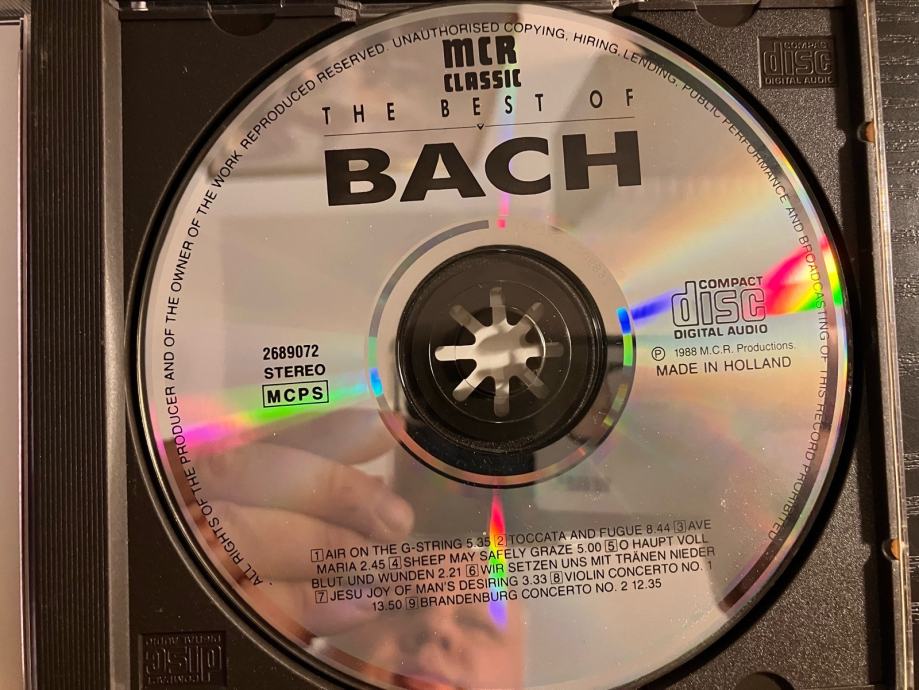 ALL RIGHTS OF THE PRODUCER AND OF THE OWNER OF THE WORK REPRODUCED RESERVED. UNAUTHORISED COPYING, HIRING, LENDING, PUBLIC PERFORMANCE AND BROADCASTING OF THIS RECORD PROHIBITED
MCR
CLASSIC
THE BEST OF
BACH
COMPACT
disc
DIGITAL AUDIO
COMPACT
disc
DIGITAL AUDIO
2689072
STEREO
MCPS
℗ 1988 M.C.R. Productions.
MADE IN HOLLAND
1 AIR ON THE G-STRING 5.35 2 TOCCATA AND FUGUE 8.44 3 AVE
MARIA 2.45 4 SHEEP MAY SAFELY GRAZE 5.00 5 O HAUPT VOLL
BLUT UND WUNDEN 2.21 6 WIR SETZEN UNS MIT TRÄNEN NIEDER
7 JESU JOY OF MAN'S DESIRING 3.33 8 VIOLIN CONCERTO NO. 1
13.50 9 BRANDENBURG CONCERTO NO. 2 12.35
COMPACT
disc
DIGITAL AUDIO